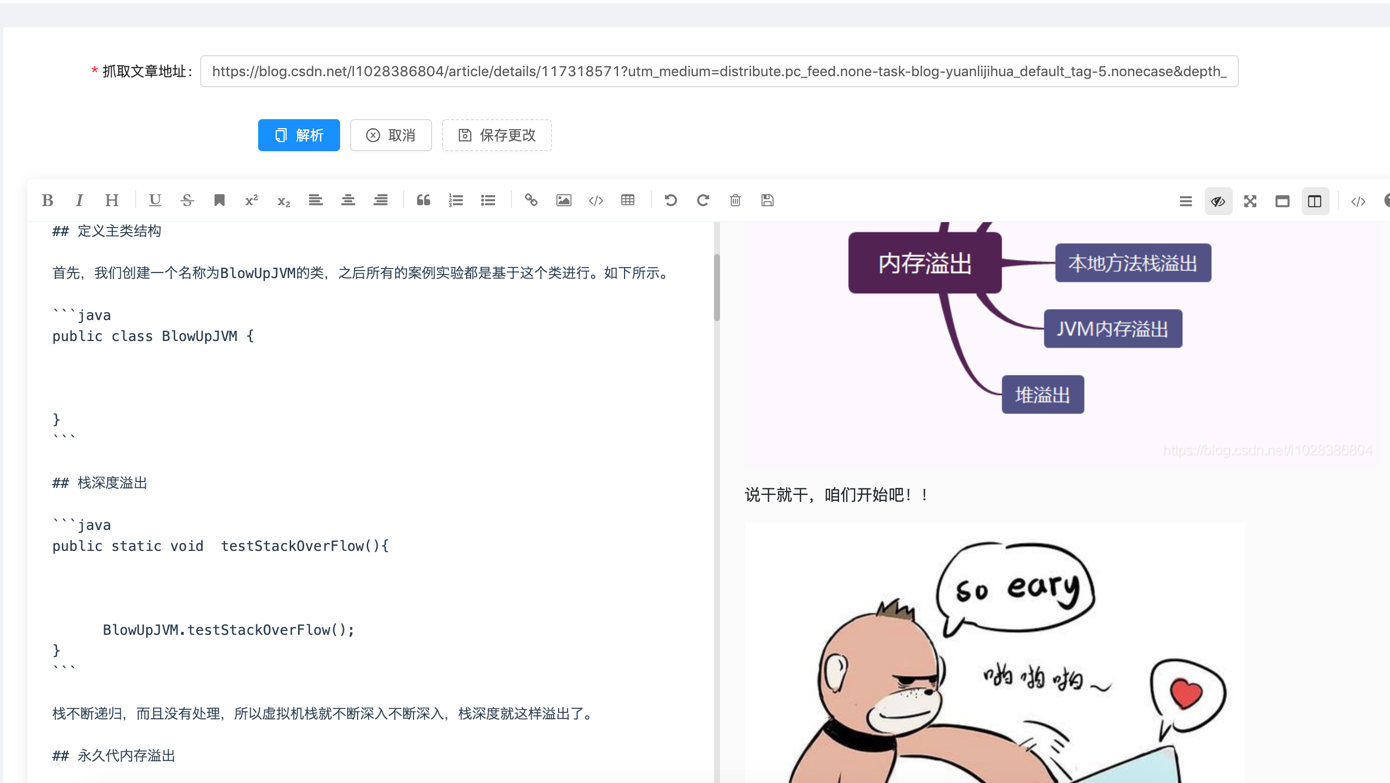 * 抓取文章地址：
https://blog.csdn.net/l1028386804/article/details/117318571?utm_medium=distribute.pc_feed.none-task-blog-yuanlijihua_default_tag-5.nonecase&depth_
解析 取消 保存更改
B I H U S x² x₂
## 定义主类结构
首先，我们创建一个名称为BlowUpJVM的类，之后所有的案例实验都是基于这个类进行。如下所示。
```java
public class BlowUpJVM {
}
```
## 栈深度溢出
```java
public static void  testStackOverFlow(){
BlowUpJVM.testStackOverFlow();
}
```
栈不断递归，而且没有处理，所以虚拟机栈就不断深入不断深入，栈深度就这样溢出了。
## 永久代内存溢出
内存溢出
本地方法栈溢出
JVM内存溢出
堆溢出
https://blog.csdn.net/l1028386804
说干就干，咱们开始吧！！
so eary
啪啪啪~